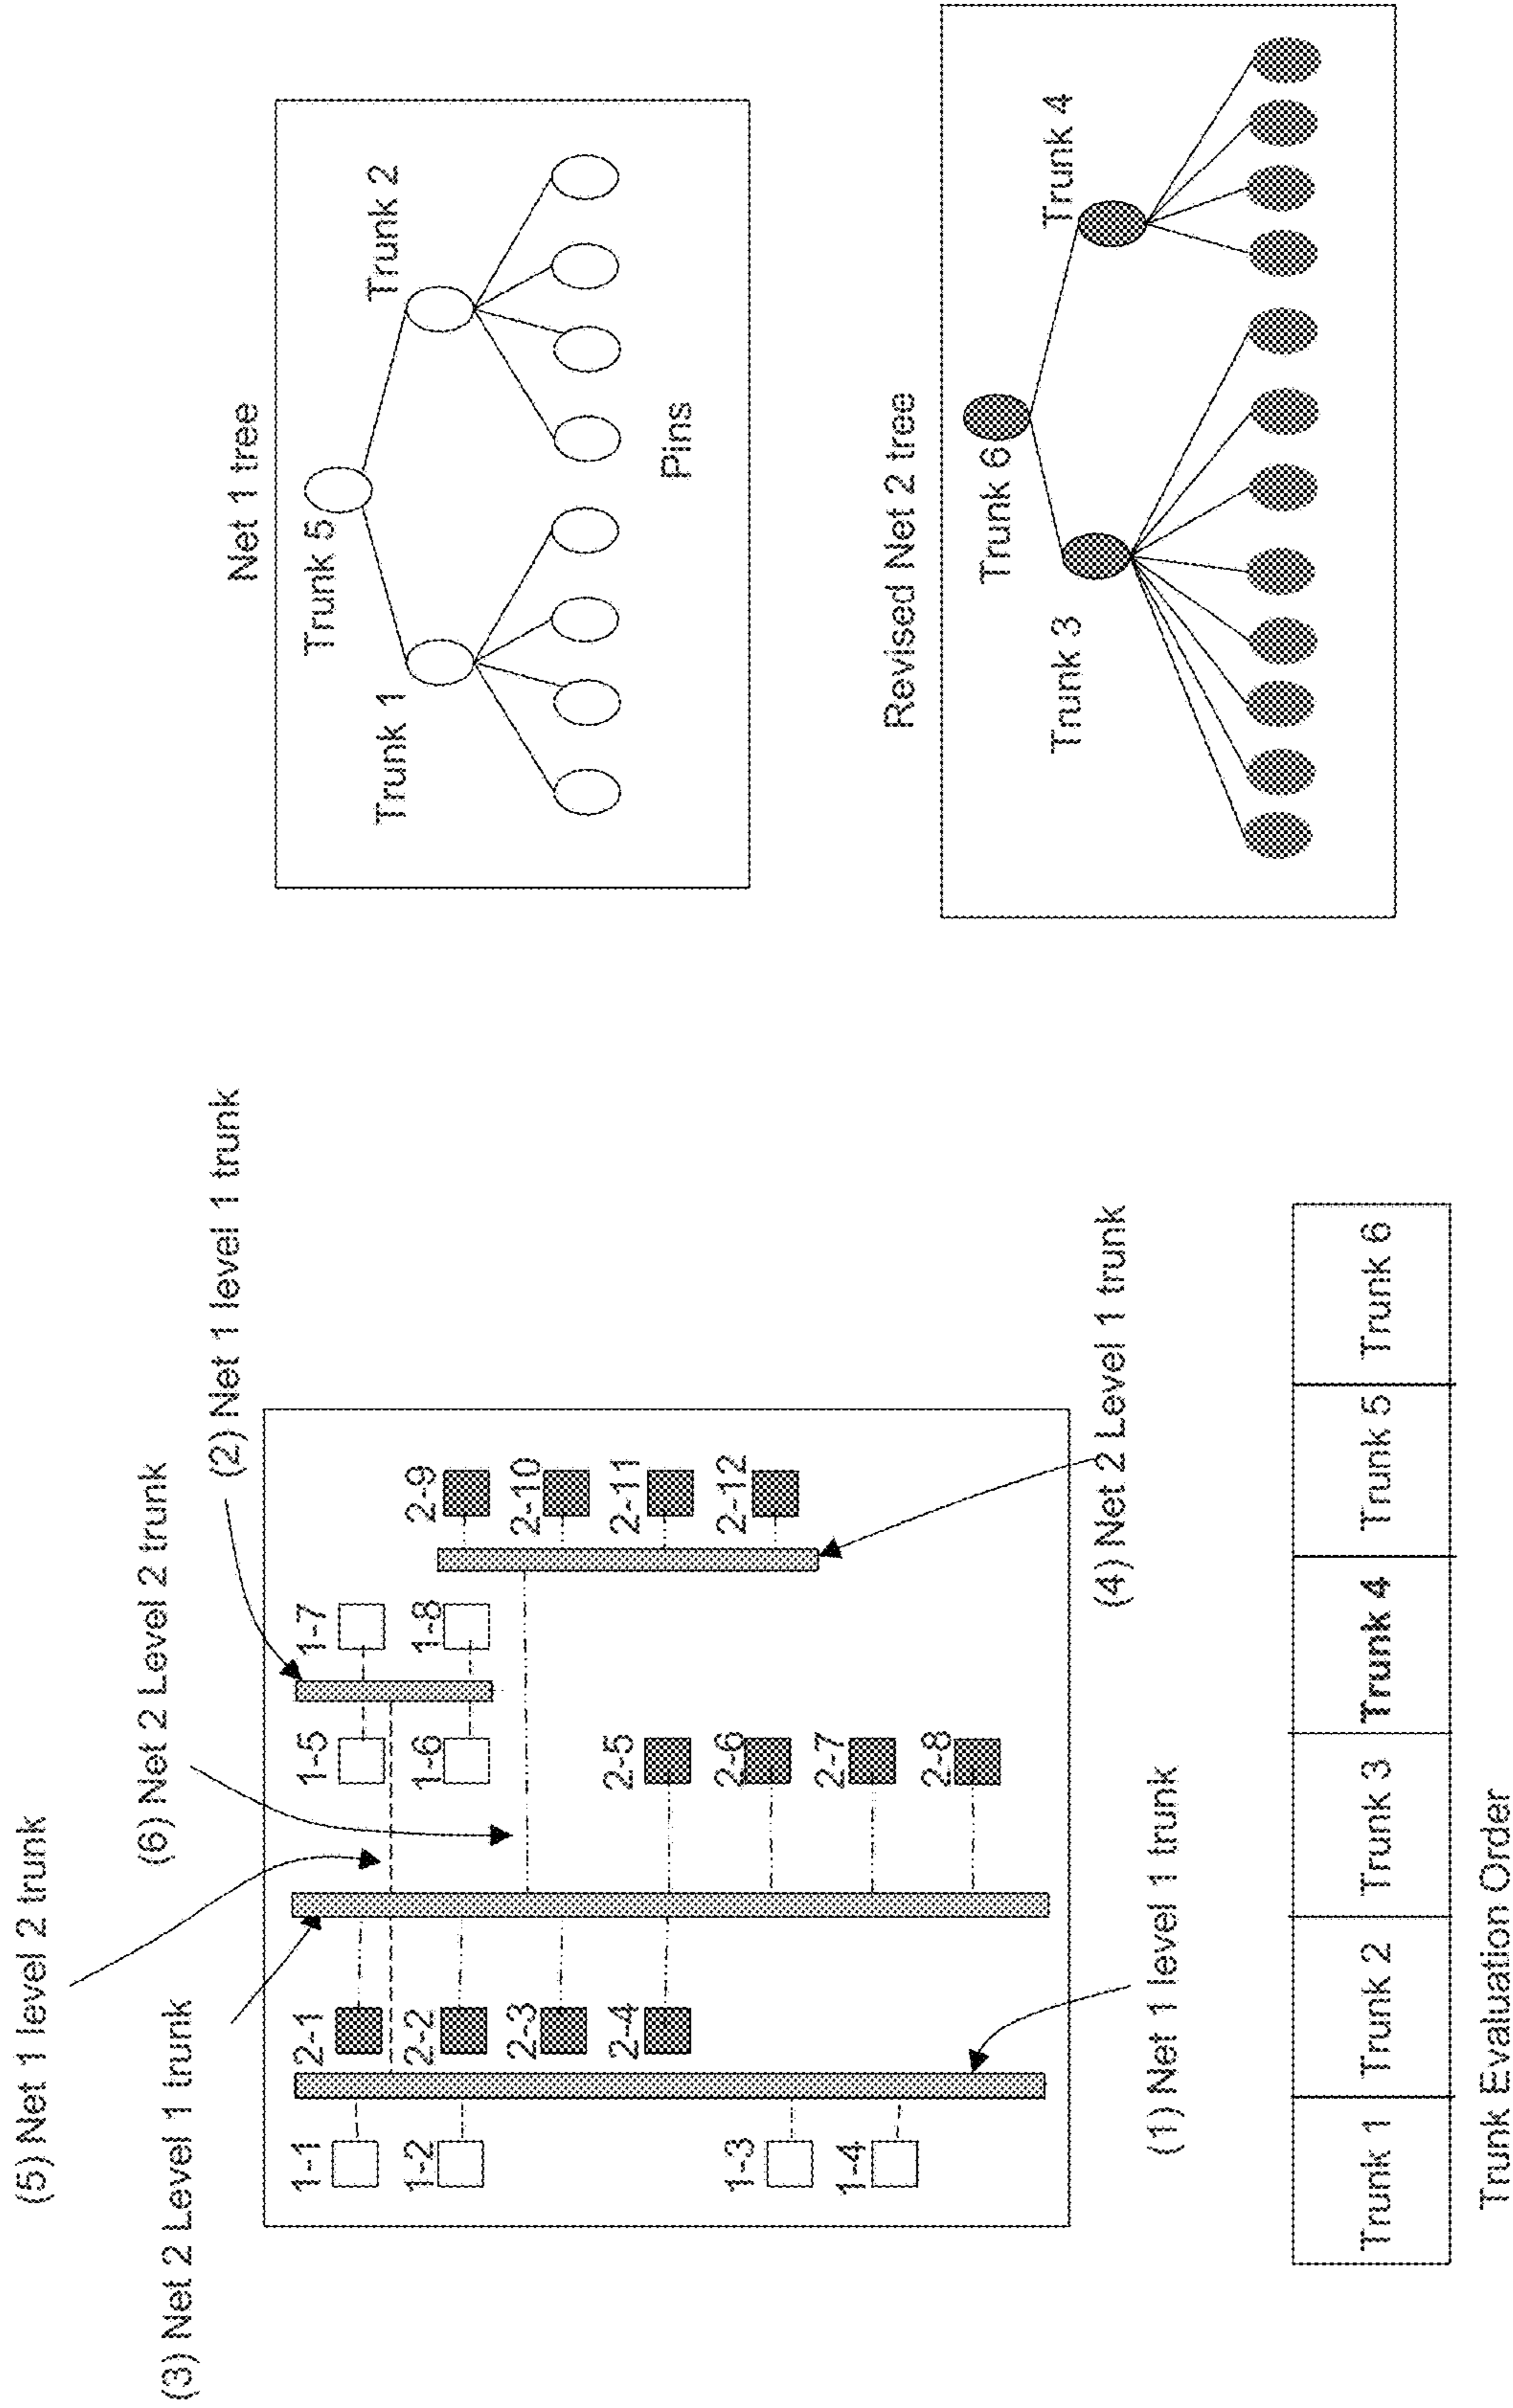 (5) Net 1 level 2 trunk
(3) Net 2 Level 1 trunk
(6) Net 2 Level 2 trunk
(2) Net 1 level 1 trunk
1-1
2-1
1-5
1-7
1-2
2-2
1-6
1-8
2-9
2-3
2-10
2-4
2-5
2-11
1-3
2-6
2-12
1-4
2-7
2-8
(1) Net 1 level 1 trunk
(4) Net 2 Level 1 trunk
Trunk 1
Trunk 2
Trunk 3
Trunk 4
Trunk 5
Trunk 6
Trunk Evaluation Order
Net 1 tree
Trunk 5
Trunk 1
Trunk 2
Pins
Revised Net 2 tree
Trunk 6
Trunk 3
Trunk 4